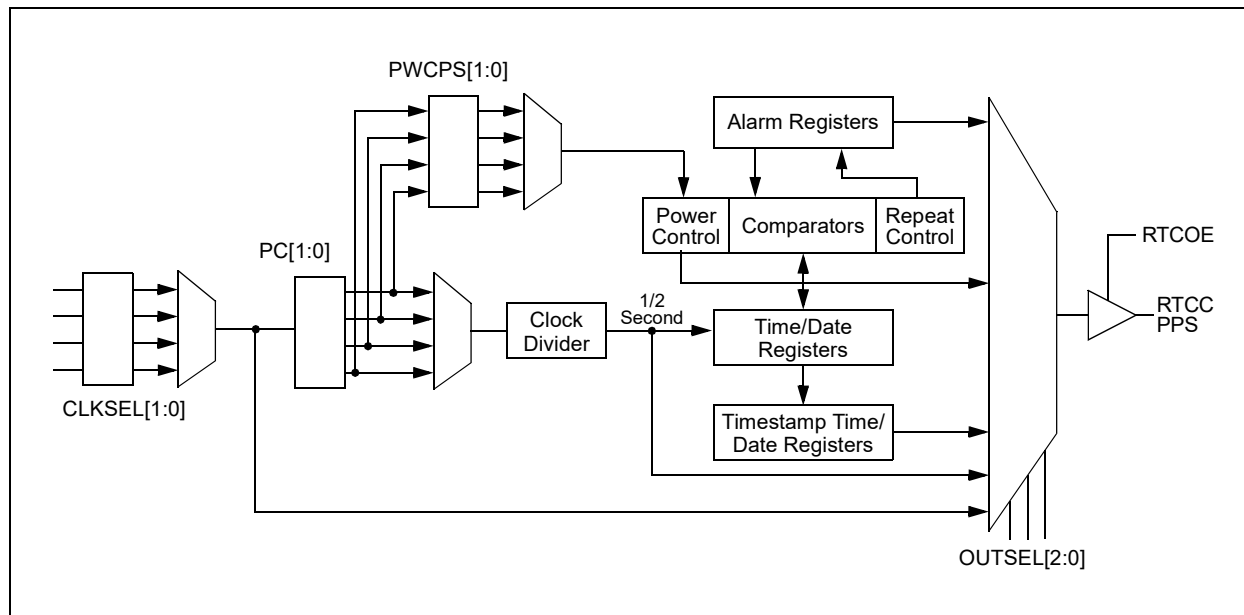 PWCPS[1:0]
Alarm Registers
Power
Control
Comparators
Repeat
Control
RTCOE
PC[1:0]
1/2
Second
Clock
Divider
Time/Date
Registers
RTCC
PPS
CLKSEL[1:0]
Timestamp Time/
Date Registers
OUTSEL[2:0]